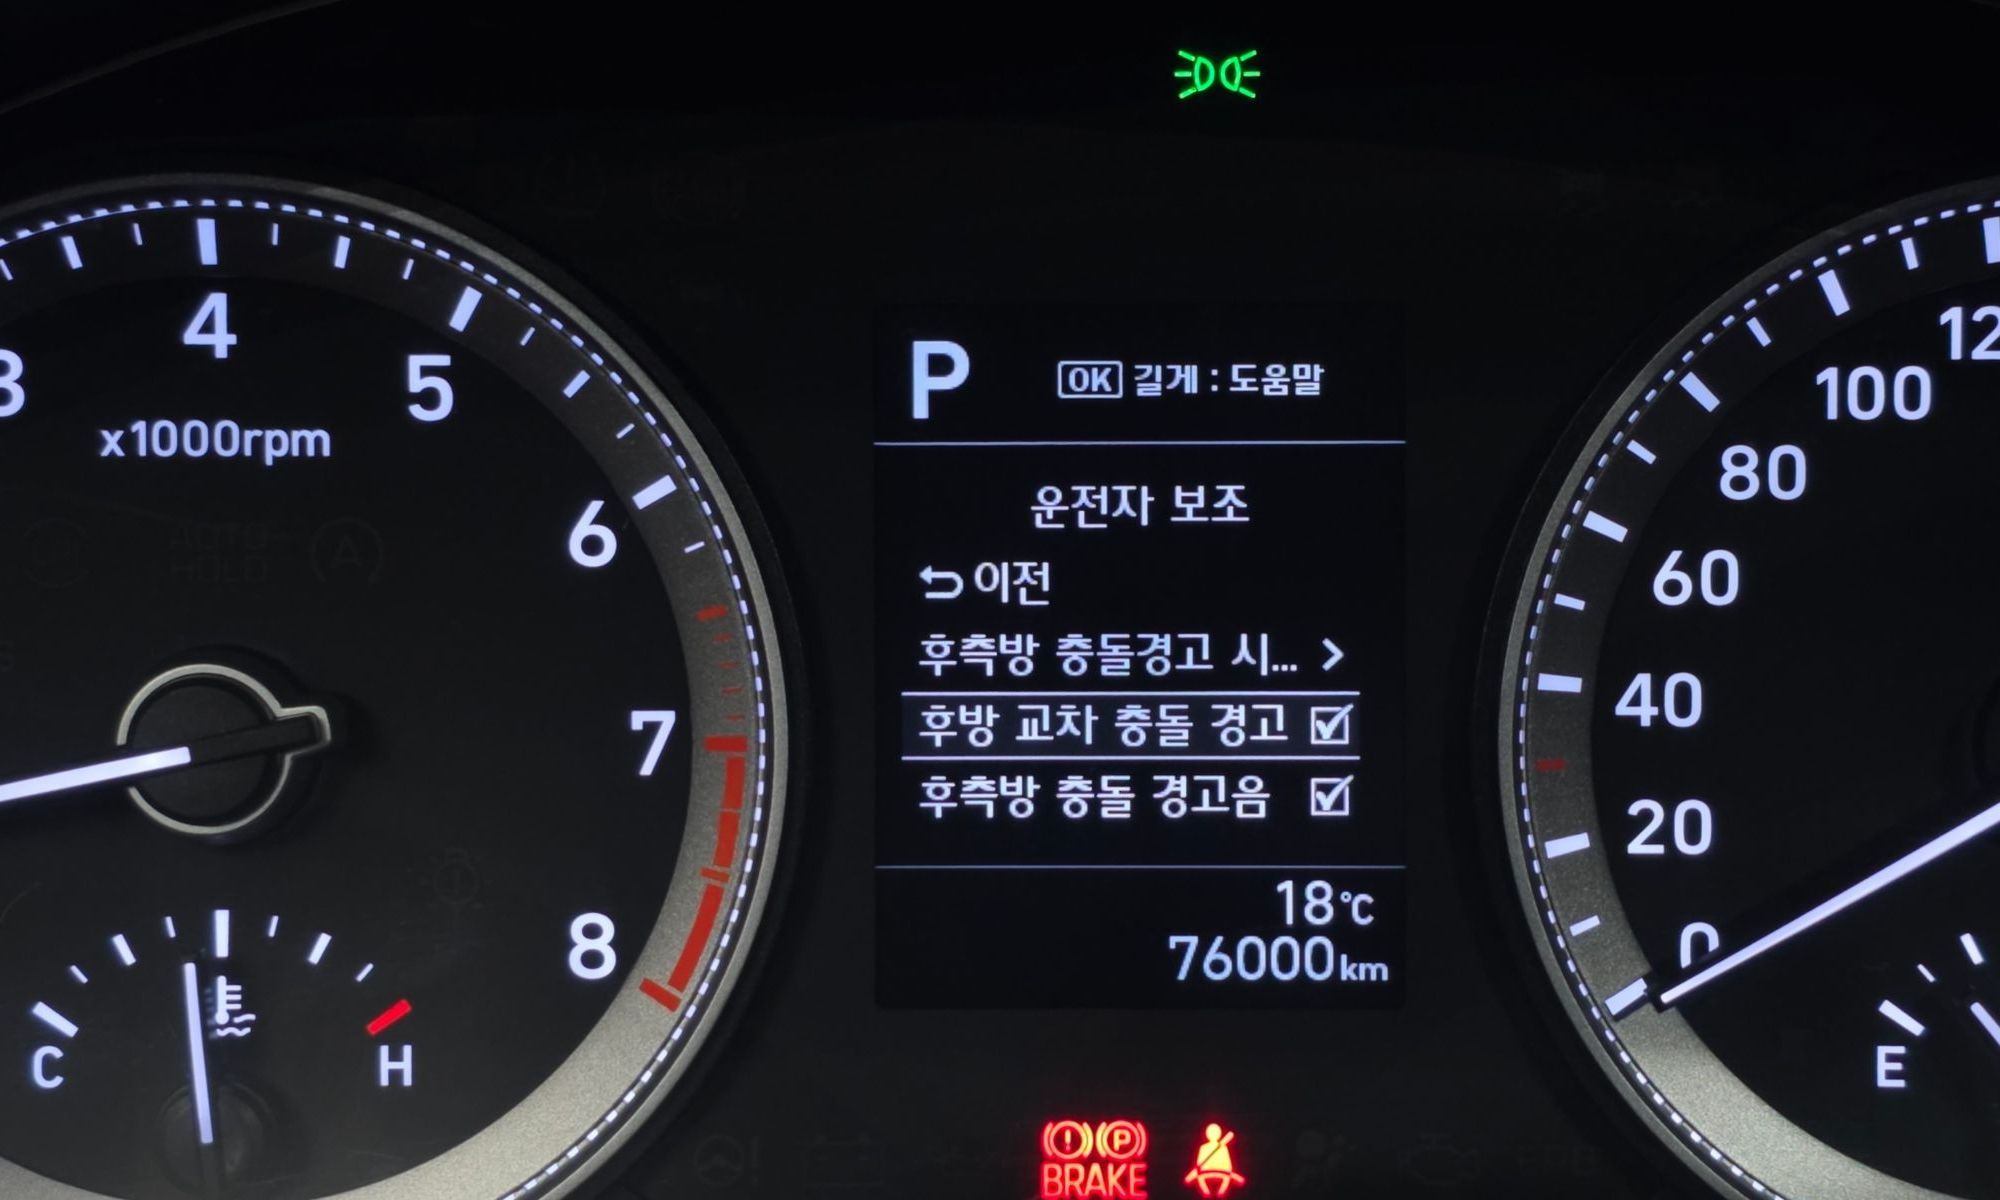 3
4
5
x1000rpm
6
7
8
C
H
AUTO
HOLD
A
P
OK 길게 : 도움말
운전자 보조
이전
후측방 충돌경고 시... >
후방 교차 충돌 경고
후측방 충돌 경고음
18℃
76000km
(!) (P)
BRAKE
12
100
80
60
40
20
0
E